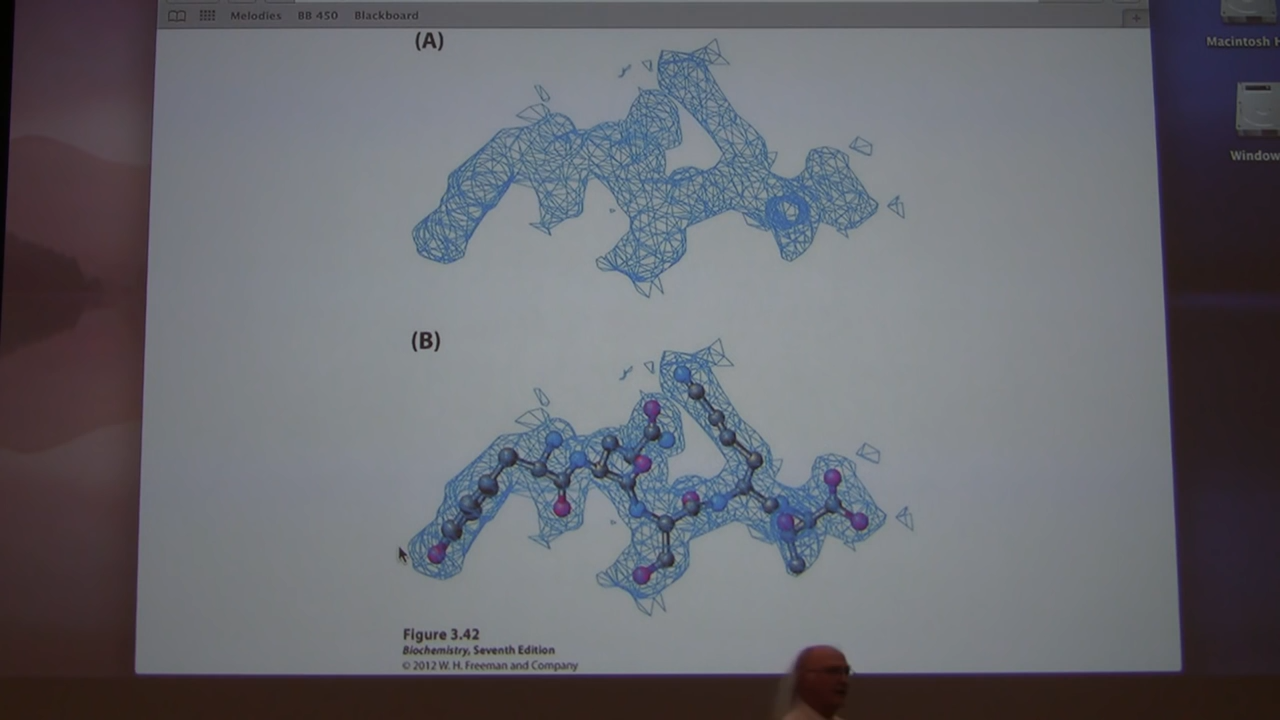 Melodies BB 450 Blackboard
+
Macintosh H
(A)
Window
(B)
Figure 3.42
Biochemistry, Seventh Edition
© 2012 W. H. Freeman and Company